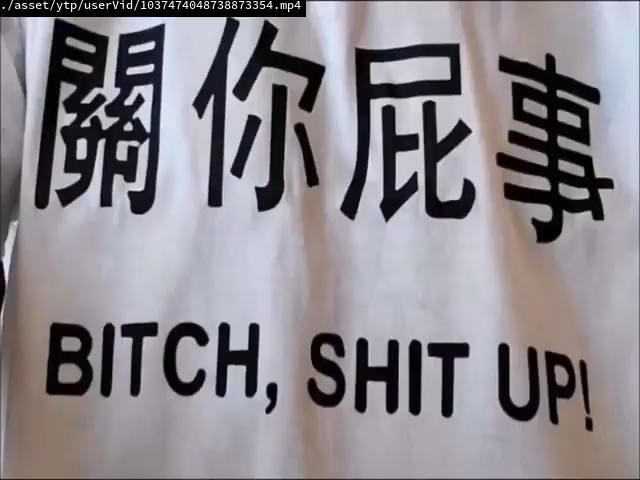 ./asset/ytp/userVid/1037474048738873354.mp4
關你屁事
BITCH, SHIT UP!